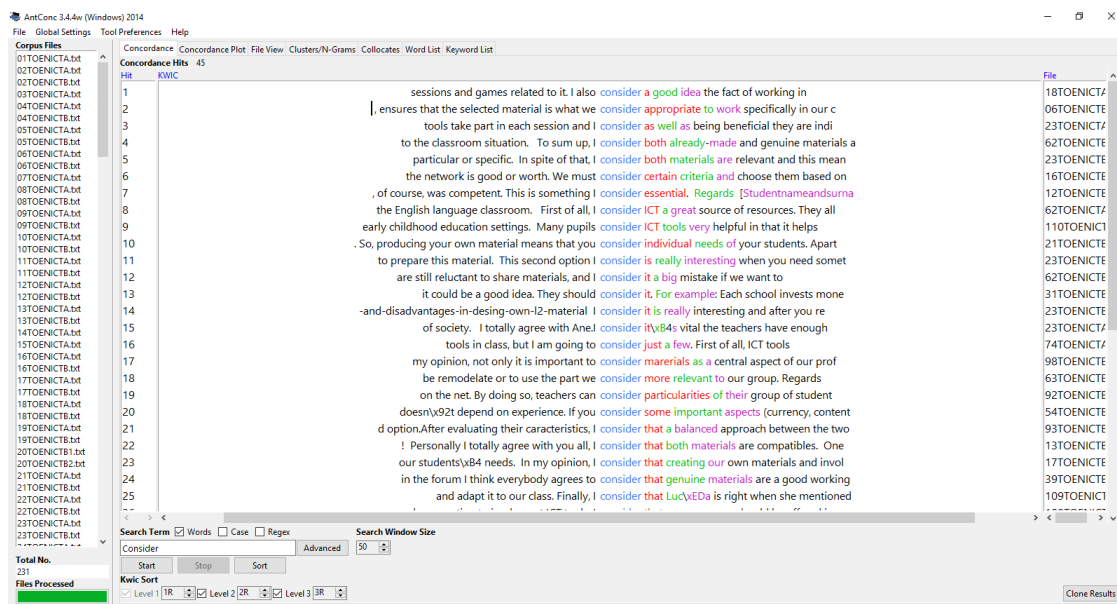 AntConc 3.4.4w (Windows) 2014
File Global Settings Tool Preferences Help
Corpus Files
01TOENICTA.txt
02TOENICTA.txt
02TOENICTB.txt
03TOENICTA.txt
04TOENICTA.txt
04TOENICTB.txt
05TOENICTA.txt
05TOENICTB.txt
06TOENICTA.txt
06TOENICTB.txt
07TOENICTA.txt
08TOENICTA.txt
08TOENICTB.txt
09TOENICTA.txt
09TOENICTB.txt
10TOENICTA.txt
10TOENICTB.txt
11TOENICTA.txt
11TOENICTB.txt
12TOENICTA.txt
12TOENICTB.txt
13TOENICTA.txt
13TOENICTB.txt
14TOENICTA.txt
15TOENICTA.txt
16TOENICTA.txt
16TOENICTB.txt
17TOENICTA.txt
17TOENICTB.txt
18TOENICTA.txt
18TOENICTB.txt
19TOENICTA.txt
19TOENICTB.txt
20TOENICTB1.txt
20TOENICTB2.txt
21TOENICTA.txt
21TOENICTB.txt
22TOENICTA.txt
22TOENICTB.txt
23TOENICTA.txt
23TOENICTB.txt
Total No.
231
Files Processed
Concordance Concordance Plot File View Clusters/N-Grams Collocates Word List Keyword List
Concordance Hits 45
Hit KWIC File
1 sessions and games related to it. I also consider a good idea the fact of working in 18TOENICTA
2 , ensures that the selected material is what we consider appropriate to work specifically in our c 06TOENICTE
3 tools take part in each session and I consider as well as being beneficial they are indi 23TOENICTA
4 to the classroom situation. To sum up, I consider both already-made and genuine materials a 62TOENICTE
5 particular or specific. In spite of that, I consider both materials are relevant and this mean 23TOENICTE
6 the network is good or worth. We must consider certain criteria and choose them based on 16TOENICTE
7 , of course, was competent. This is something I consider essential. Regards [Studentnameandsurna 12TOENICTE
8 the English language classroom. First of all, I consider ICT a great source of resources. They all 62TOENICTA
9 early childhood education settings. Many pupils consider ICT tools very helpful in that it helps 110TOENICT
10 . So, producing your own material means that you consider individual needs of your students. Apart 21TOENICTE
11 to prepare this material. This second option I consider is really interesting when you need somet 23TOENICTE
12 are still reluctant to share materials, and I consider it a big mistake if we want to 62TOENICTE
13 it could be a good idea. They should consider it. For example: Each school invests mone 31TOENICTE
14 -and-disadvantages-in-desing-own-l2-material I consider it is really interesting and after you re 23TOENICTE
15 of society. I totally agree with Ane.I consider it\xB4s vital the teachers have enough 23TOENICTA
16 tools in class, but I am going to consider just a few. First of all, ICT tools 74TOENICTA
17 my opinion, not only it is important to consider marerials as a central aspect of our prof 98TOENICTE
18 be remodelate or to use the part we consider more relevant to our group. Regards 63TOENICTE
19 on the net. By doing so, teachers can consider particularities of their group of student 92TOENICTE
20 doesn\x92t depend on experience. If you consider some important aspects (currency, content 54TOENICTE
21 d option.After evaluating their caracteristics, I consider that a balanced approach between the two 93TOENICTE
22 ! Personally I totally agree with you all, I consider that both materials are compatibles. One 13TOENICTE
23 our students\xB4 needs. In my opinion, I consider that creating our own materials and invol 17TOENICTE
24 in the forum I think everybody agrees to consider that genuine materials are a good working 39TOENICTE
25 and adapt it to our class. Finally, I consider that Luc\xEDa is right when she mentioned 109TOENICT
Search Term Words Case Regex Search Window Size
Consider Advanced 50
Start Stop Sort
Kwic Sort
Level 1 1R Level 2 2R Level 3 3R Clone Results